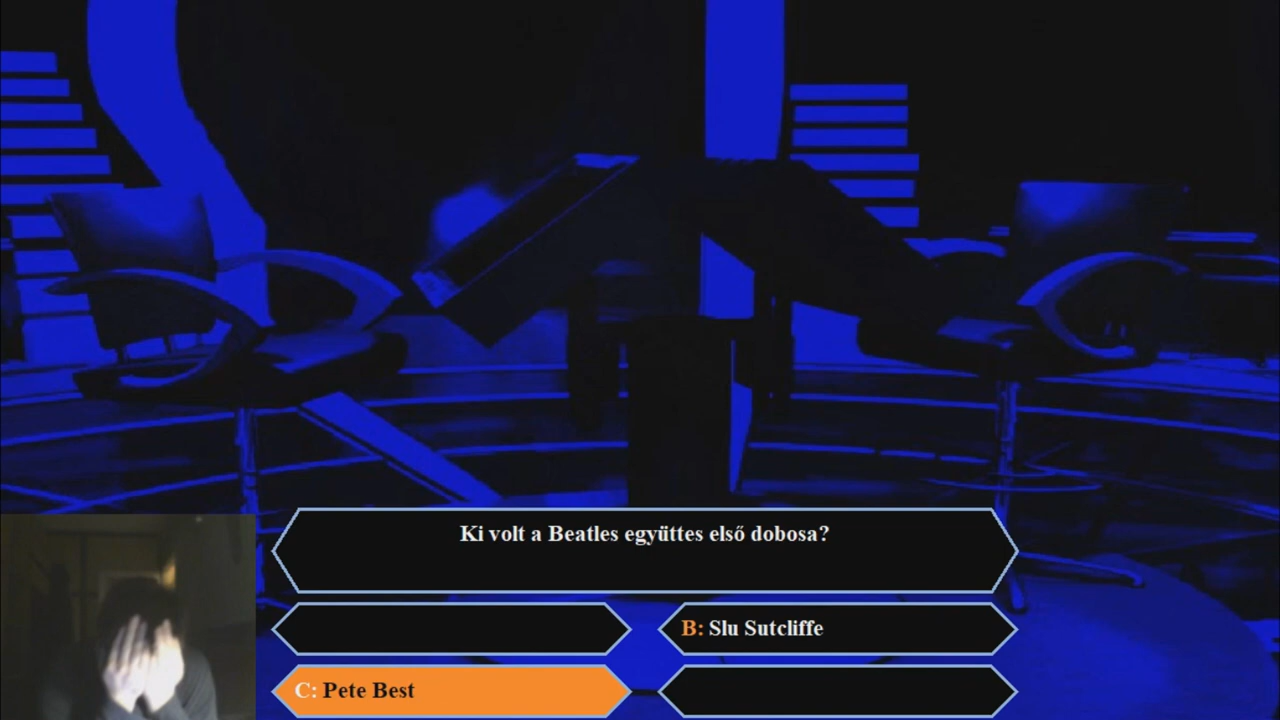 Ki volt a Beatles együttes első dobosa?
B: Slu Sutcliffe
C: Pete Best